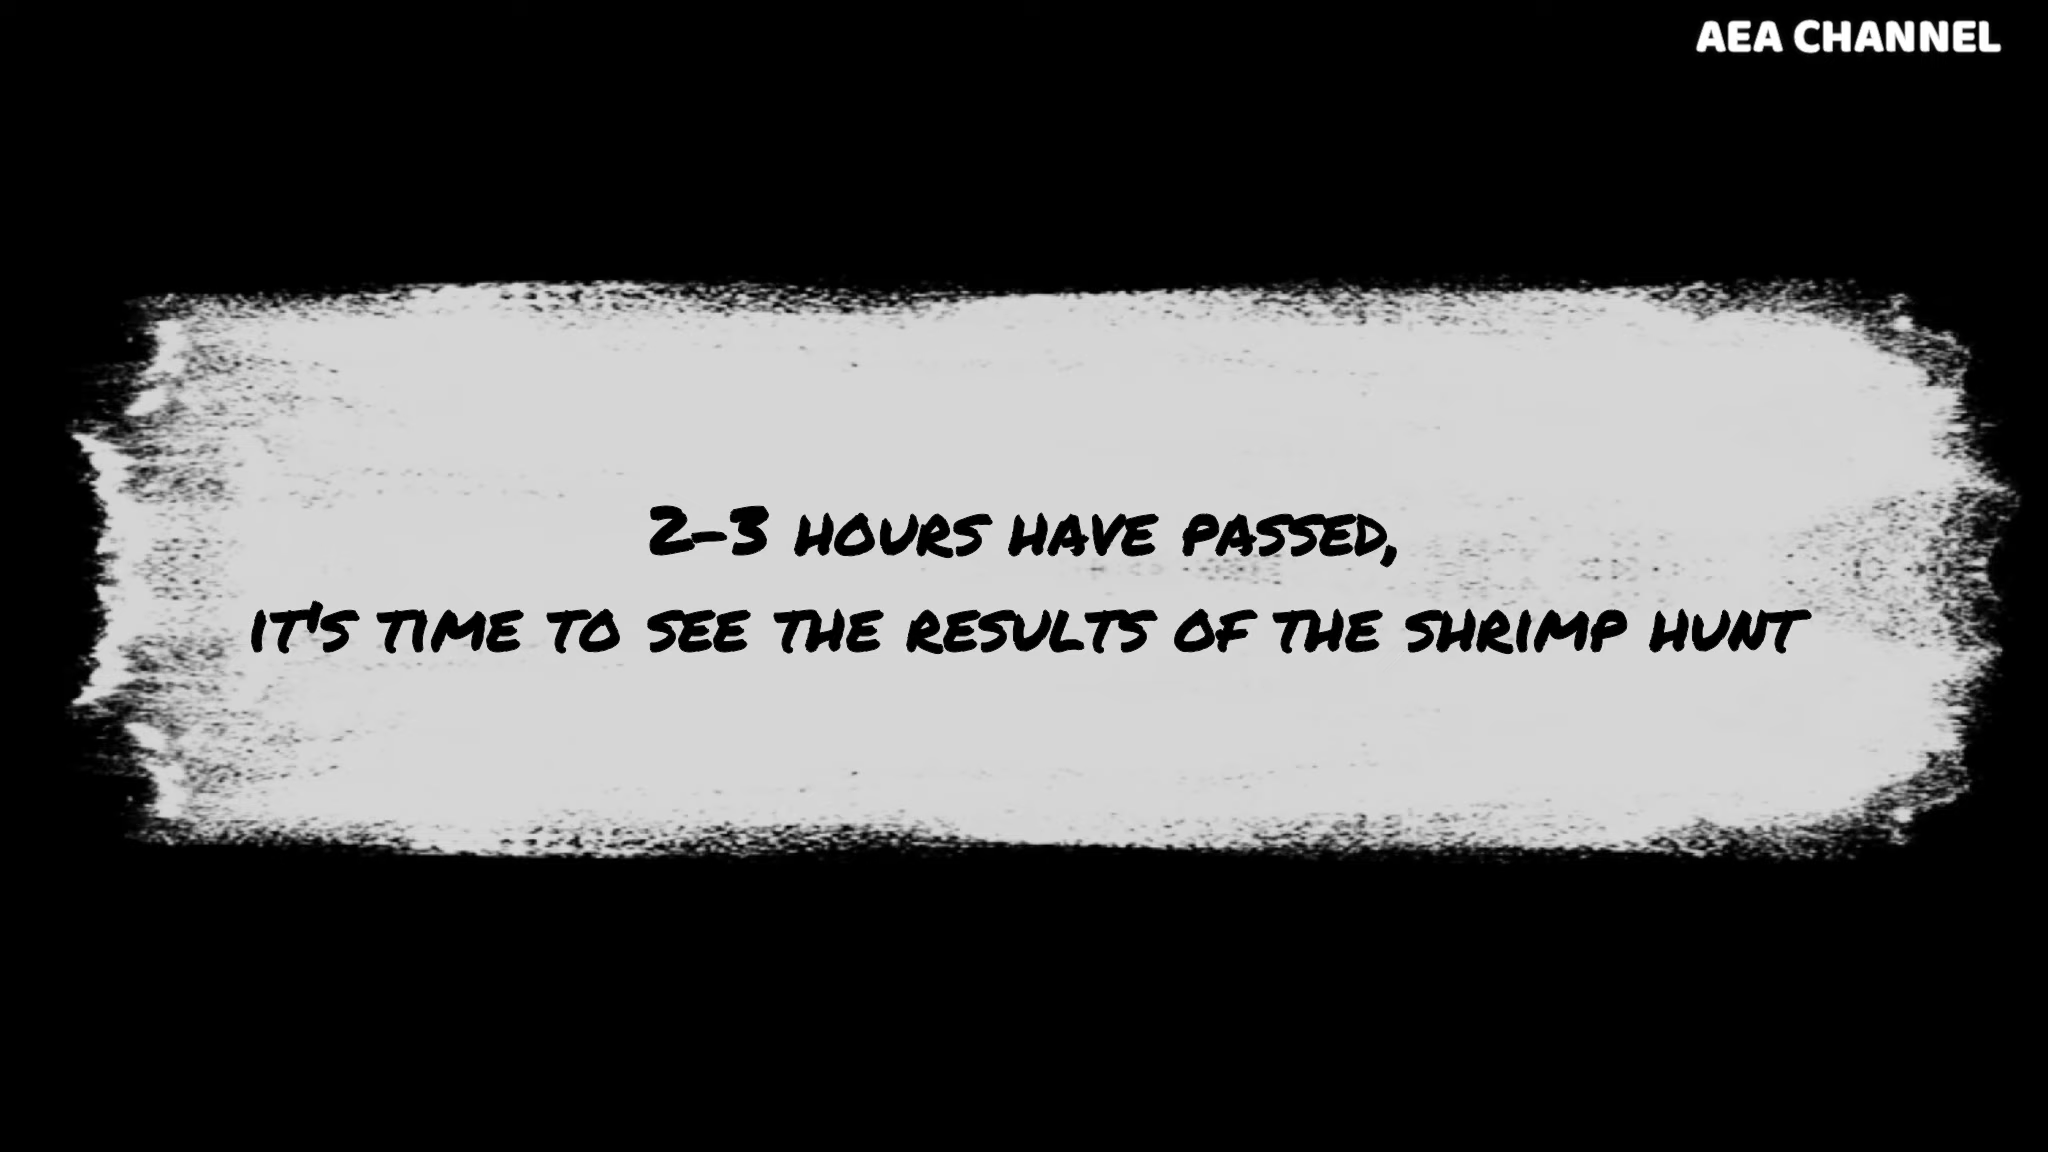 AEA CHANNEL
2-3 HOURS HAVE PASSED,
IT'S TIME TO SEE THE RESULTS OF THE SHRIMP HUNT